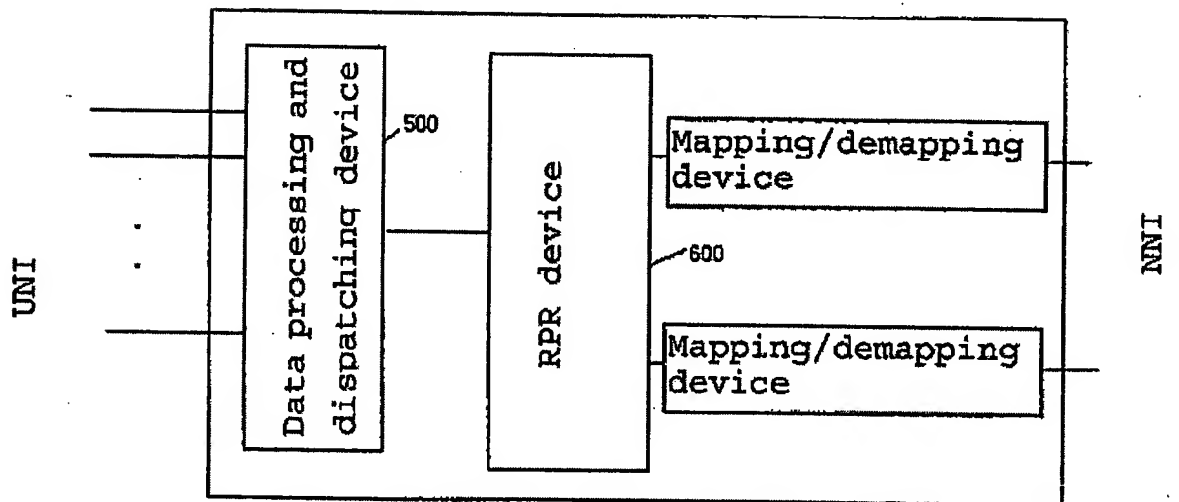 UNI
Data processing and
dispatching device
500
RPR device
600
Mapping/demapping
device
Mapping/demapping
device
NNI